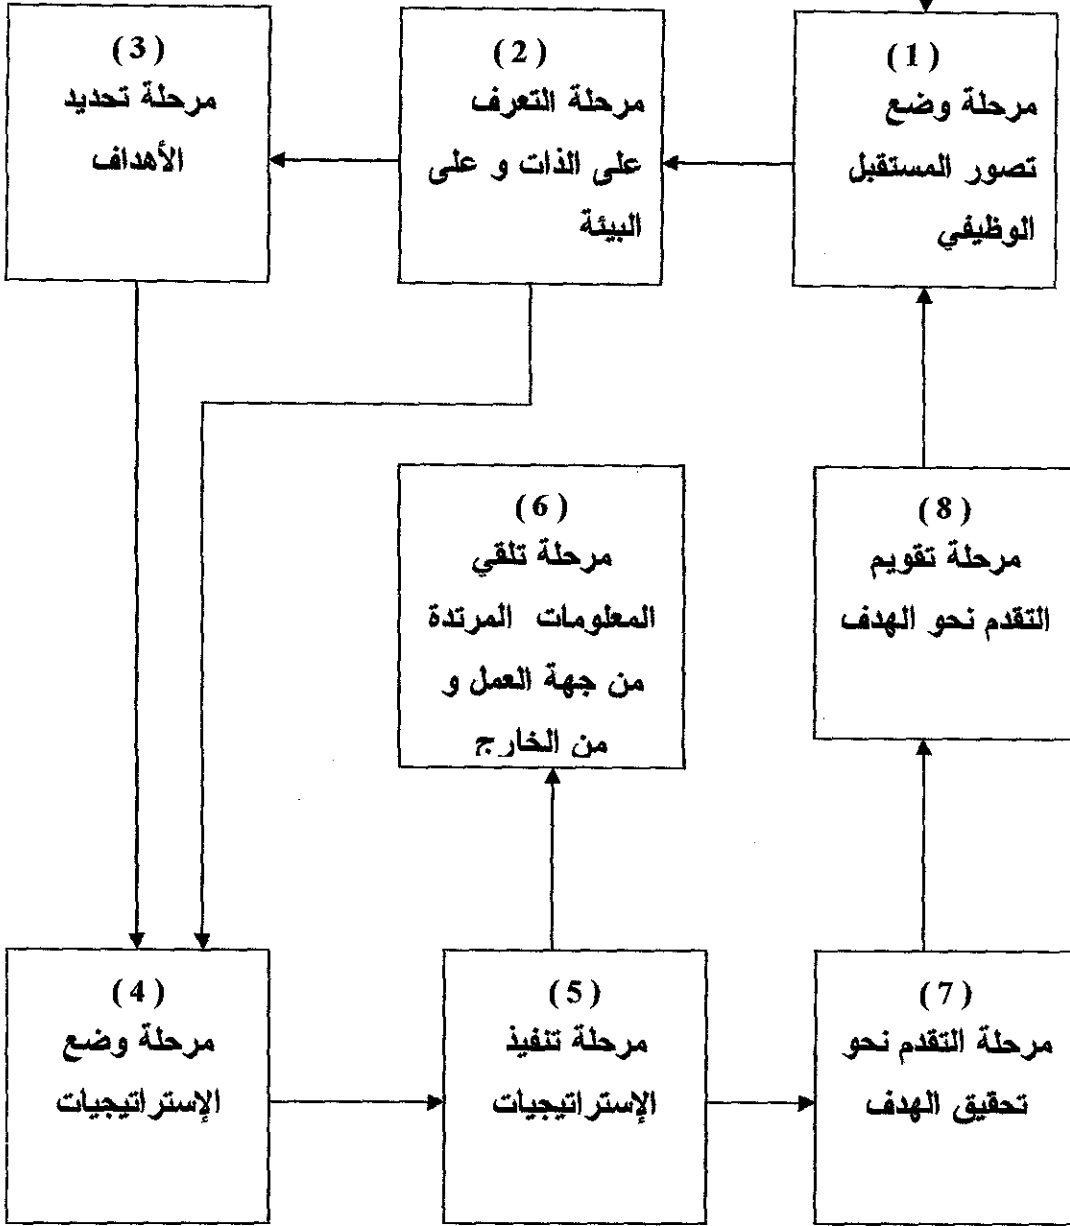 (1)
مرحلة وضع
تصور المستقبل
الوظيفي
(2)
مرحلة التعرف
على الذات و على
البيئة
(3)
مرحلة تحديد
الأهداف
(6)
مرحلة تلقي
المعلومات المرتدة
من جهة العمل و
من الخارج
(8)
مرحلة تقويم
التقدم نحو الهدف
(4)
مرحلة وضع
الإستراتيجيات
(5)
مرحلة تنفيذ
الإستراتيجيات
(7)
مرحلة التقدم نحو
تحقيق الهدف